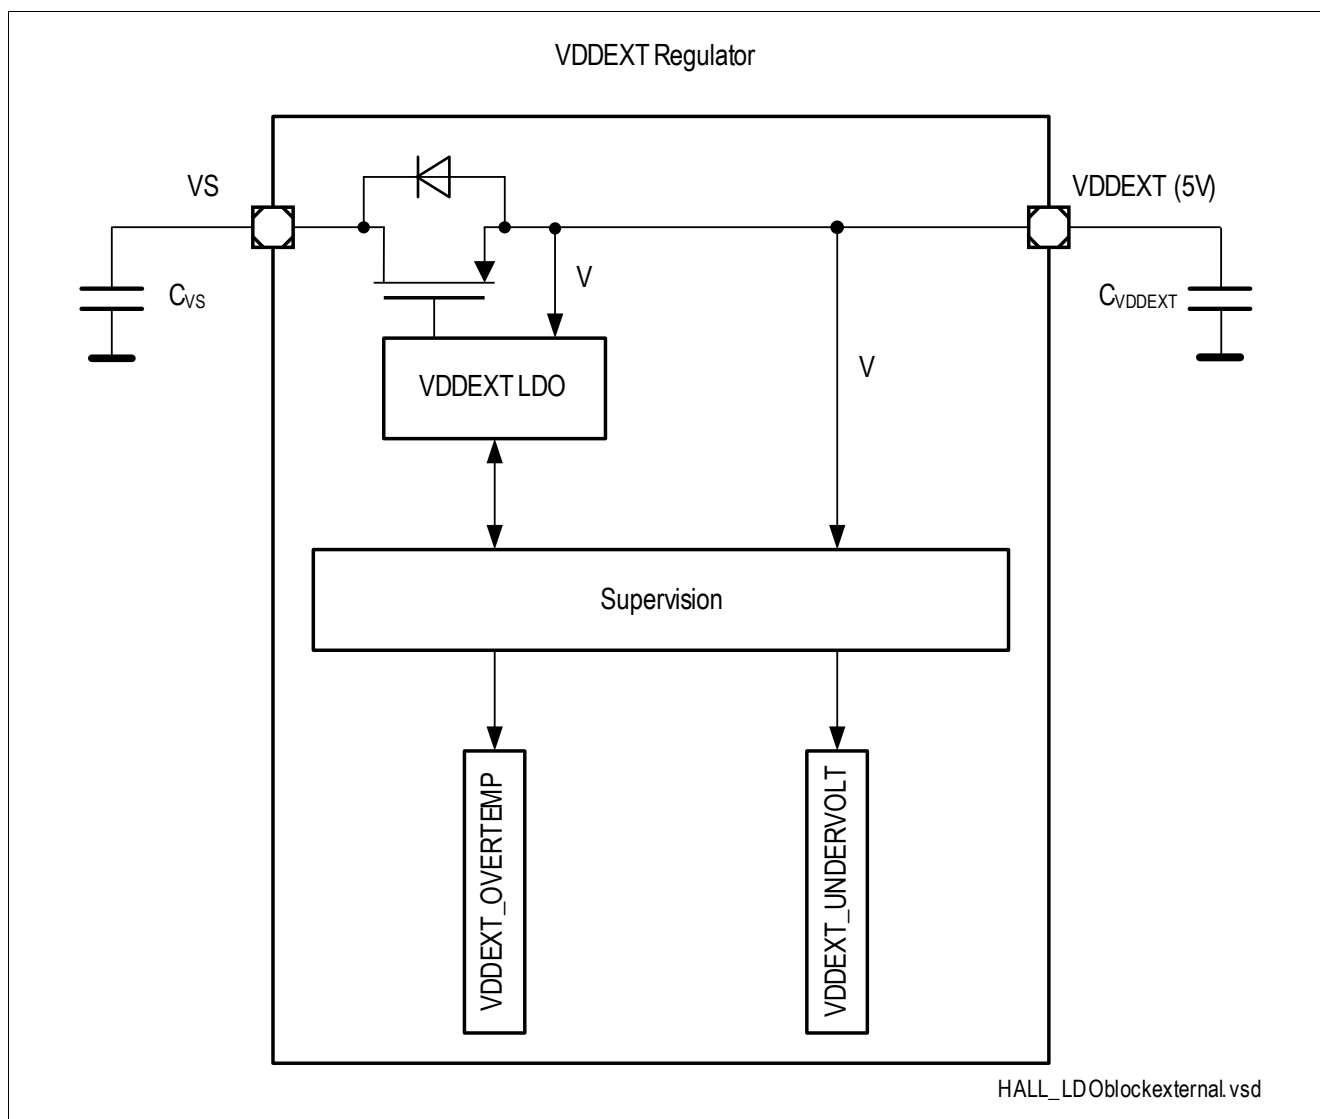 VDDEXT Regulator
VS
VDDEXT (5V)
V
CVS
CVDDEXT
V
VDDEXT LDO
Supervision
VDDEXT_OVERTEMP
VDDEXT_UNDERVOLT
HALL_LDOblockexternal.vsd